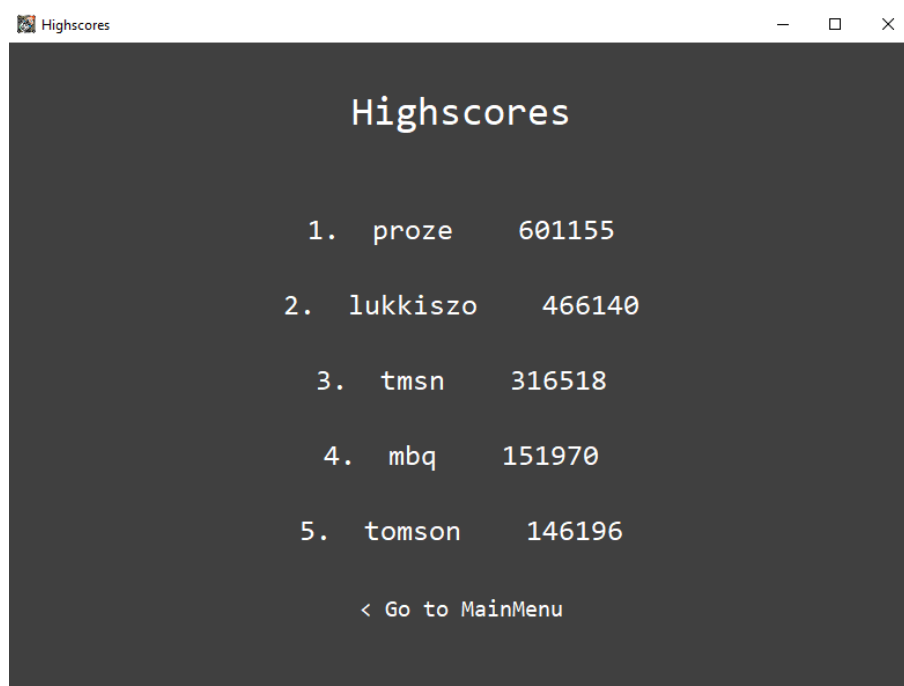 Highscores
Highscores
1. proze 601155
2. lukkiszo 466140
3. tmsn 316518
4. mbq 151970
5. tomson 146196
< Go to MainMenu